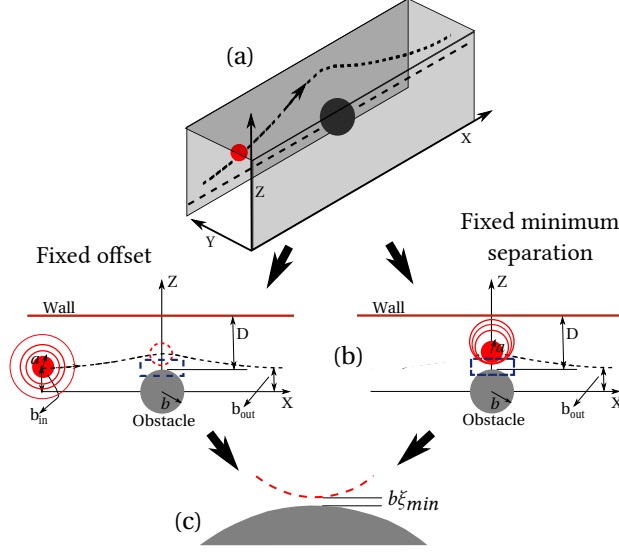 (a)
X
Z
Y
Fixed offset
Fixed minimum
separation
Z
Wall
D
a
b
X
b_in
b_out
Obstacle
Z
Wall
D
a
(b)
b
X
b_out
Obstacle
bξ_min
(c)